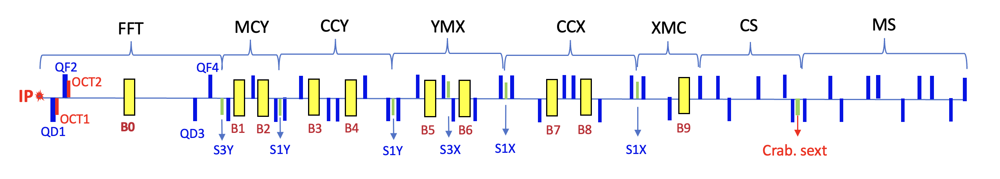 FFT
MCY
CCY
YMX
CCX
XMC
CS
MS
QF2
QF4
OCT2
IP
OCT1
QD1
B0
QD3
B1
B2
B3
B4
B5
B6
B7
B8
B9
S3Y
S1Y
S1Y
S3X
S1X
S1X
Crab. sext